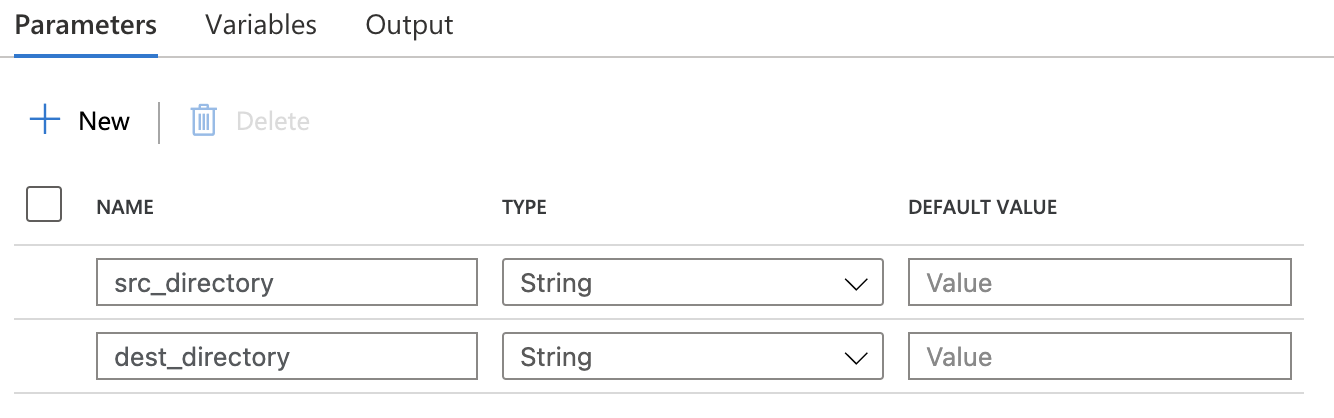 Parameters Variables Output
New Delete
NAME TYPE DEFAULT VALUE
src_directory String Value
dest_directory String Value